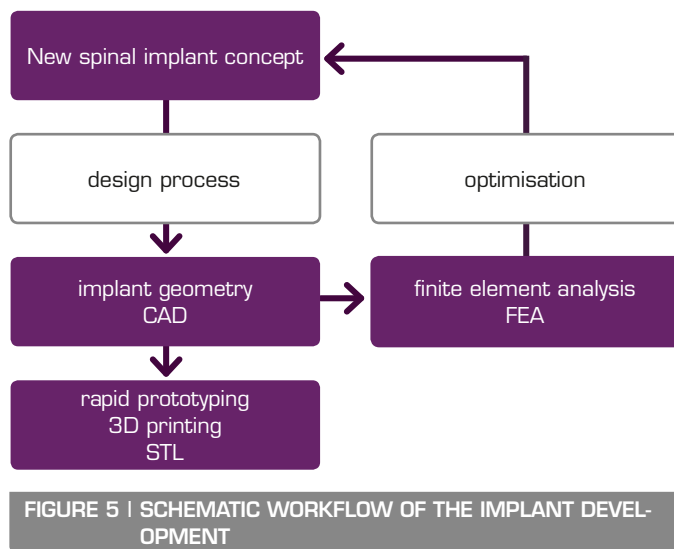 New spinal implant concept
design process
optimisation
implant geometry
CAD
finite element analysis
FEA
rapid prototyping
3D printing
STL
FIGURE 5 | SCHEMATIC WORKFLOW OF THE IMPLANT DEVEL-
OPMENT